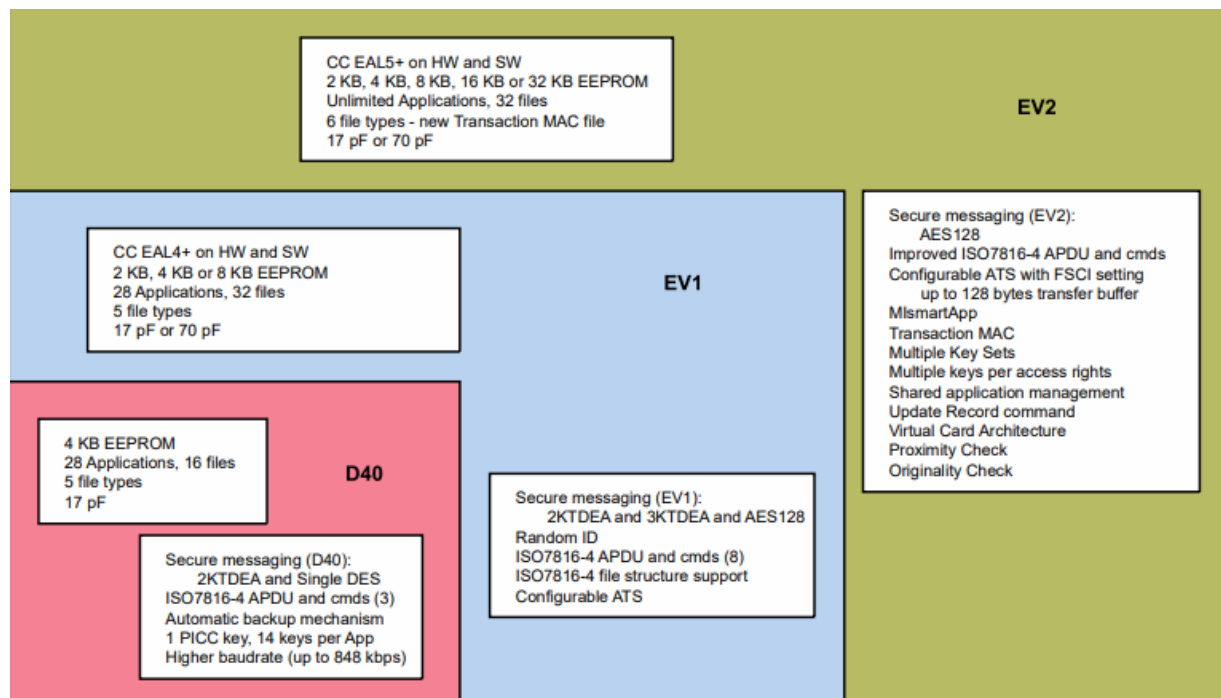 CC EAL5+ on HW and SW
2 KB, 4 KB, 8 KB, 16 KB or 32 KB EEPROM
Unlimited Applications, 32 files
6 file types - new Transaction MAC file
17 pF or 70 pF
EV2
Secure messaging (EV2):
AES128
Improved ISO7816-4 APDU and cmds
Configurable ATS with FSCI setting
up to 128 bytes transfer buffer
MIsmartApp
Transaction MAC
Multiple Key Sets
Multiple keys per access rights
Shared application management
Update Record command
Virtual Card Architecture
Proximity Check
Originality Check
CC EAL4+ on HW and SW
2 KB, 4 KB or 8 KB EEPROM
28 Applications, 32 files
5 file types
17 pF or 70 pF
EV1
Secure messaging (EV1):
2KTDEA and 3KTDEA and AES128
Random ID
ISO7816-4 APDU and cmds (8)
ISO7816-4 file structure support
Configurable ATS
4 KB EEPROM
28 Applications, 16 files
5 file types
17 pF
D40
Secure messaging (D40):
2KTDEA and Single DES
ISO7816-4 APDU and cmds (3)
Automatic backup mechanism
1 PICC key, 14 keys per App
Higher baudrate (up to 848 kbps)